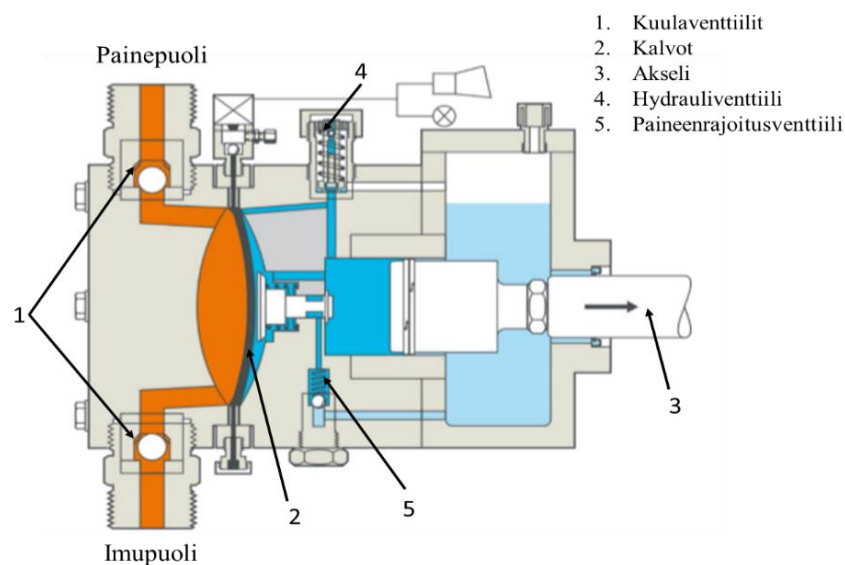 Painepuoli
1. Kuulaventtiilit
2. Kalvot
3. Akseli
4. Hydrauliventtiili
5. Paineenrajoitusventtiili
4
1
3
2
5
Imupuoli